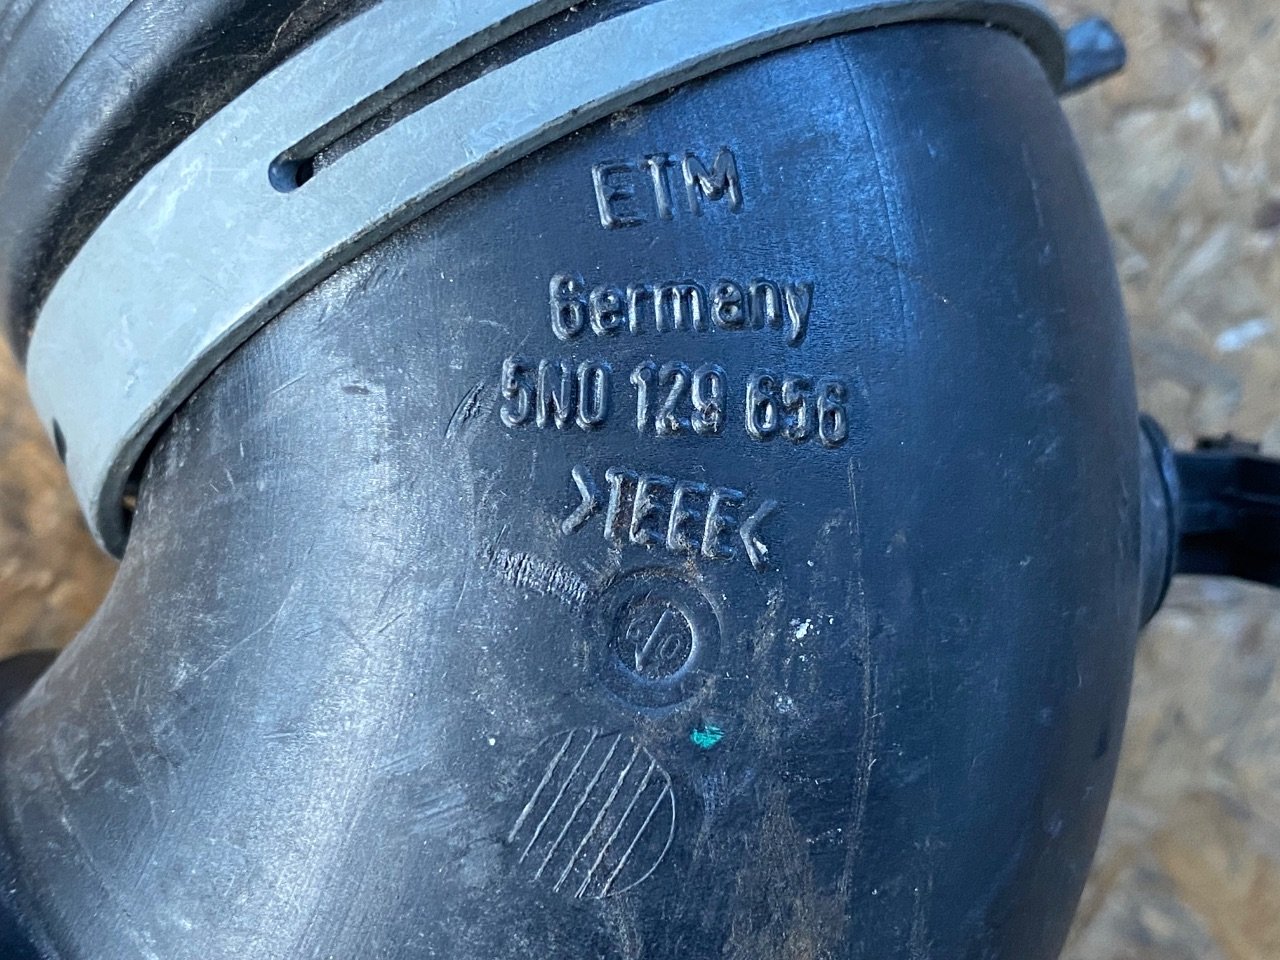 ETM
Germany
5N0 129 656
>TEEE<